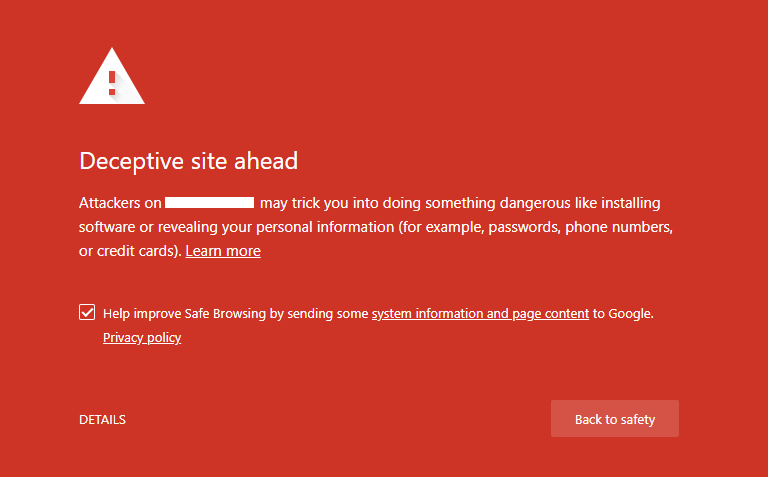 Deceptive site ahead
Attackers on may trick you into doing something dangerous like installing
software or revealing your personal information (for example, passwords, phone numbers,
or credit cards). Learn more
Help improve Safe Browsing by sending some system information and page content to Google.
Privacy policy
DETAILS
Back to safety